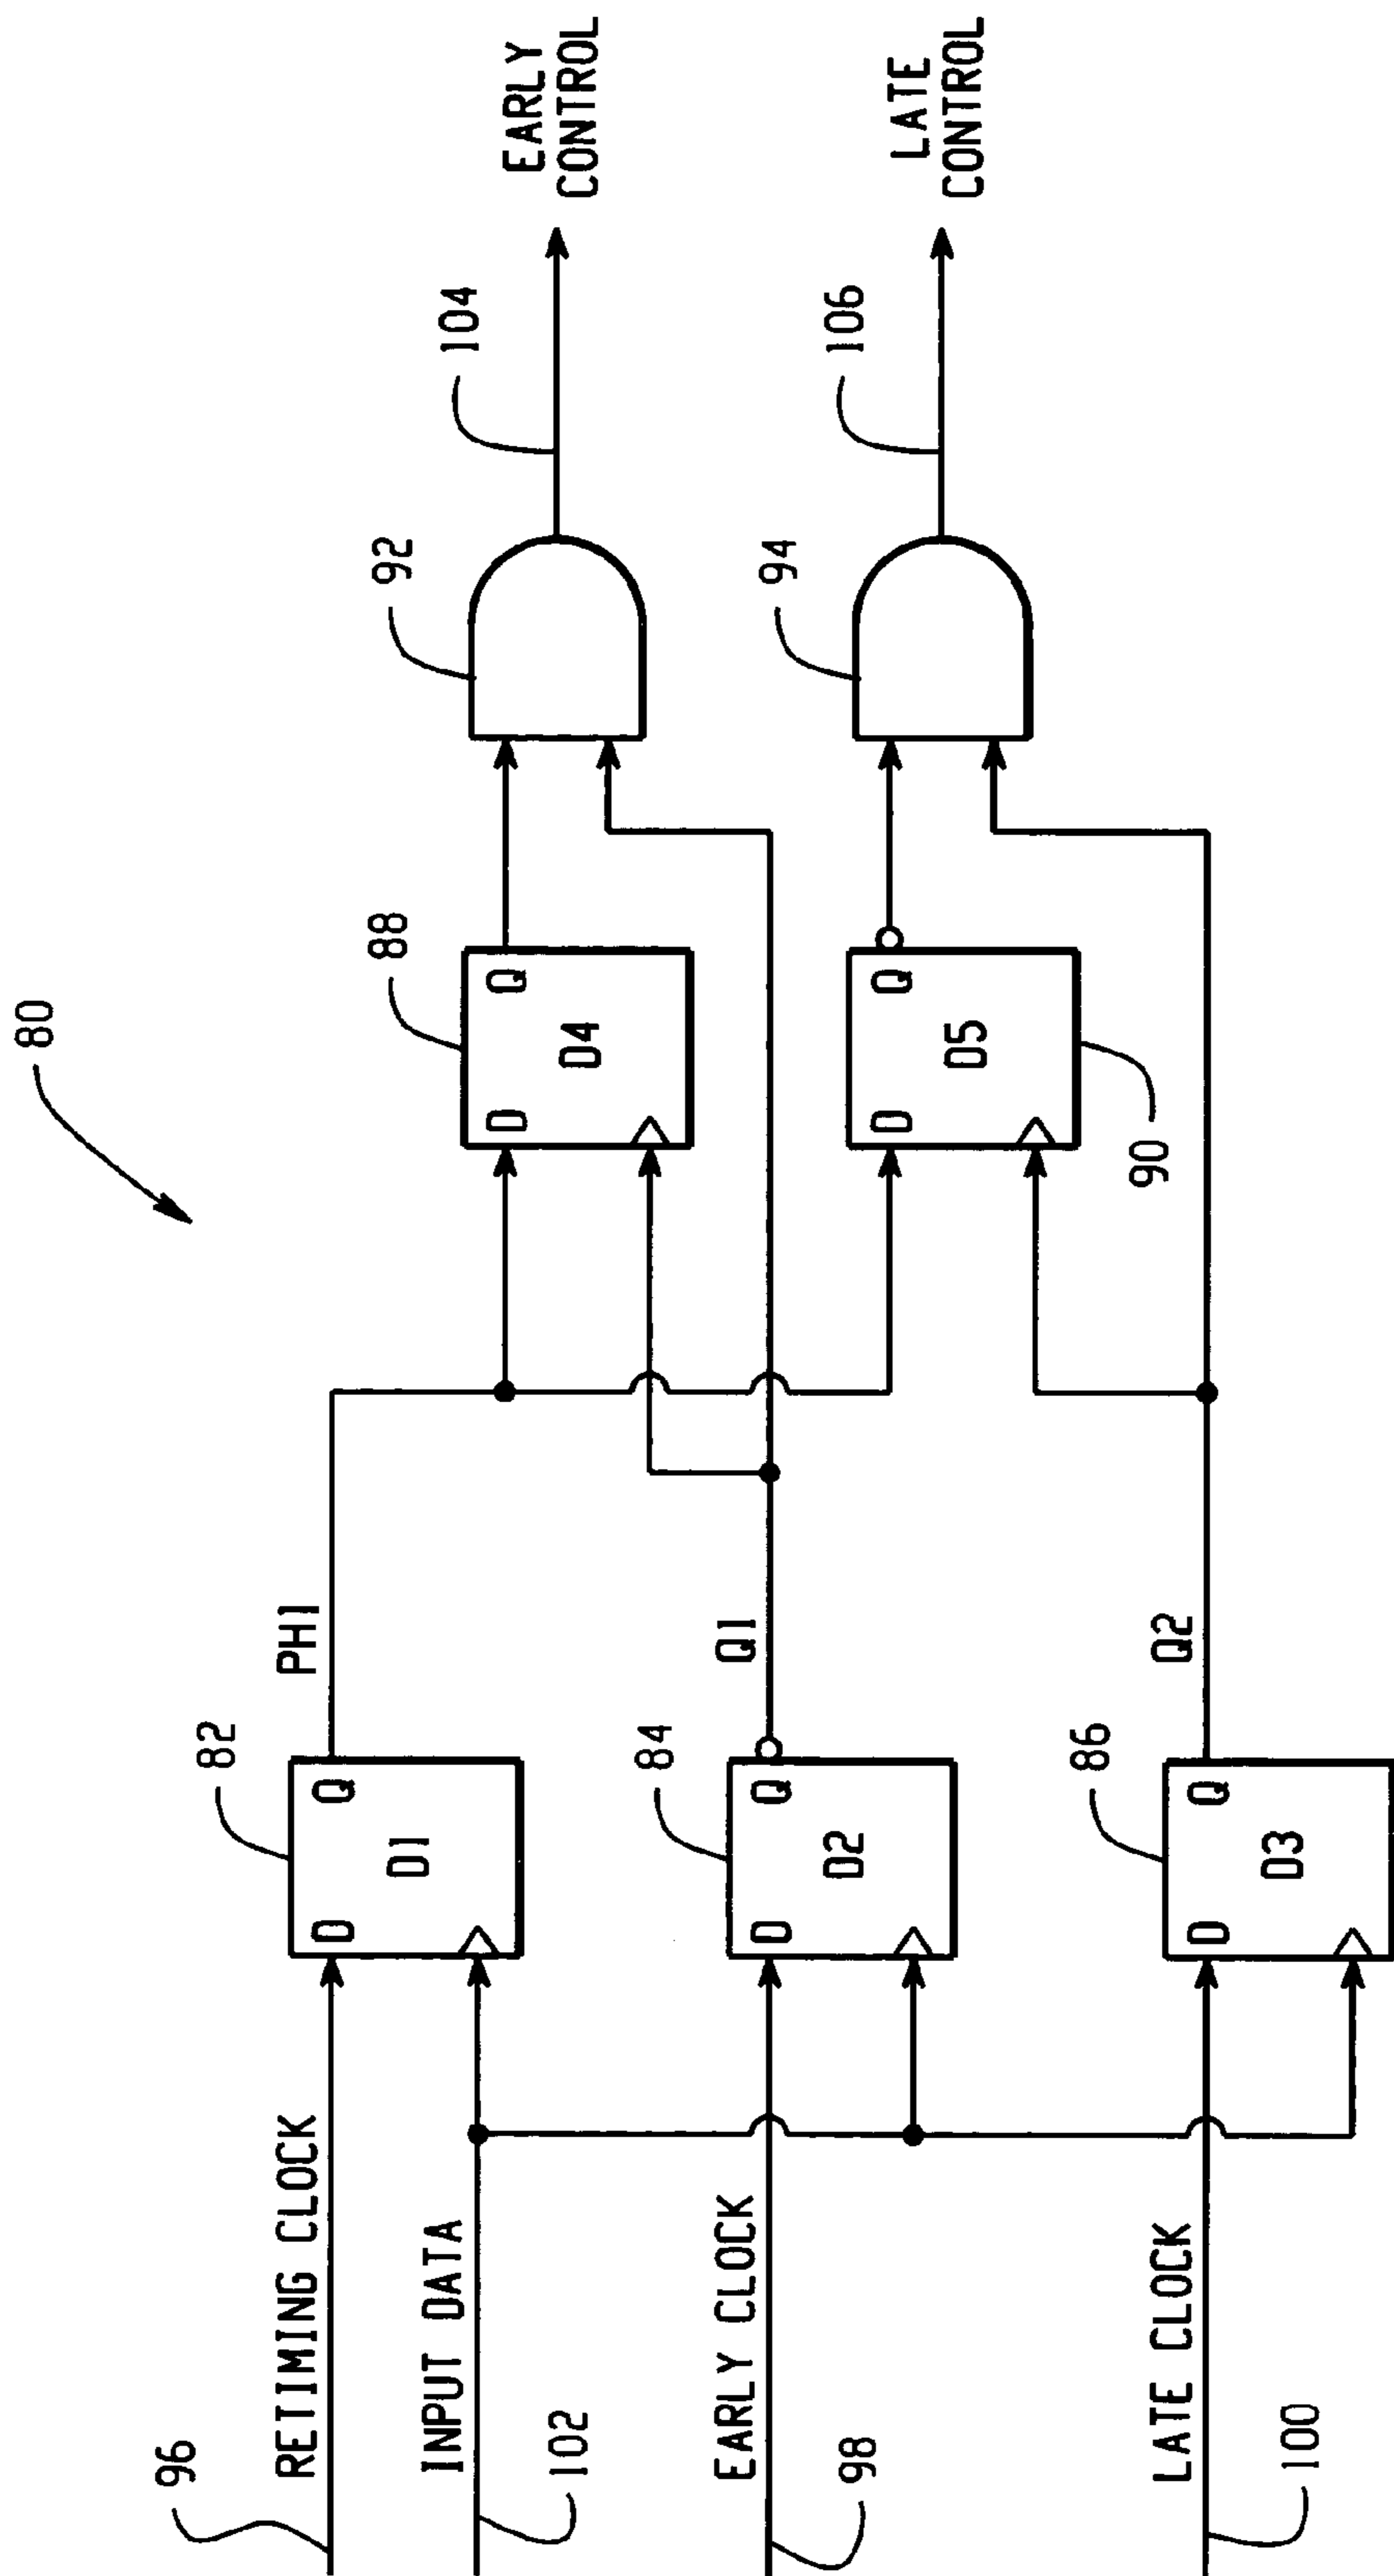 80
96
RETIMING CLOCK
102
INPUT DATA
98
EARLY CLOCK
100
LATE CLOCK
82
D
Q
D1
PHI
84
D
Q
D2
Q1
86
D
Q
D3
Q2
88
D
Q
D4
90
D
Q
D5
92
94
104
EARLY
CONTROL
106
LATE
CONTROL